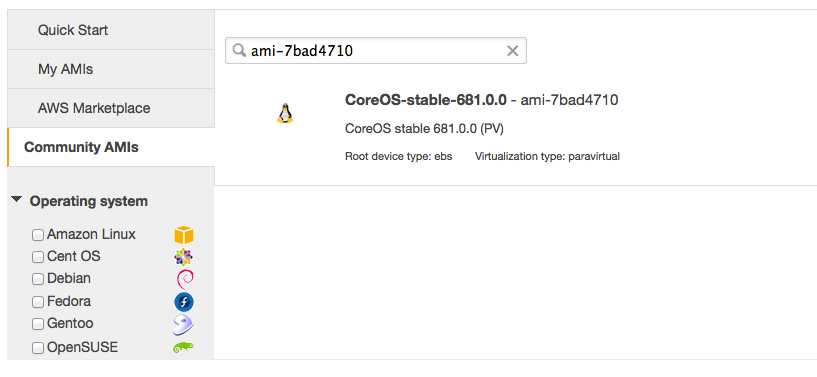 Quick Start
My AMIs
AWS Marketplace
Community AMIs
Operating system
Amazon Linux
Cent OS
Debian
Fedora
Gentoo
OpenSUSE
ami-7bad4710
CoreOS-stable-681.0.0 - ami-7bad4710
CoreOS stable 681.0.0 (PV)
Root device type: ebs Virtualization type: paravirtual